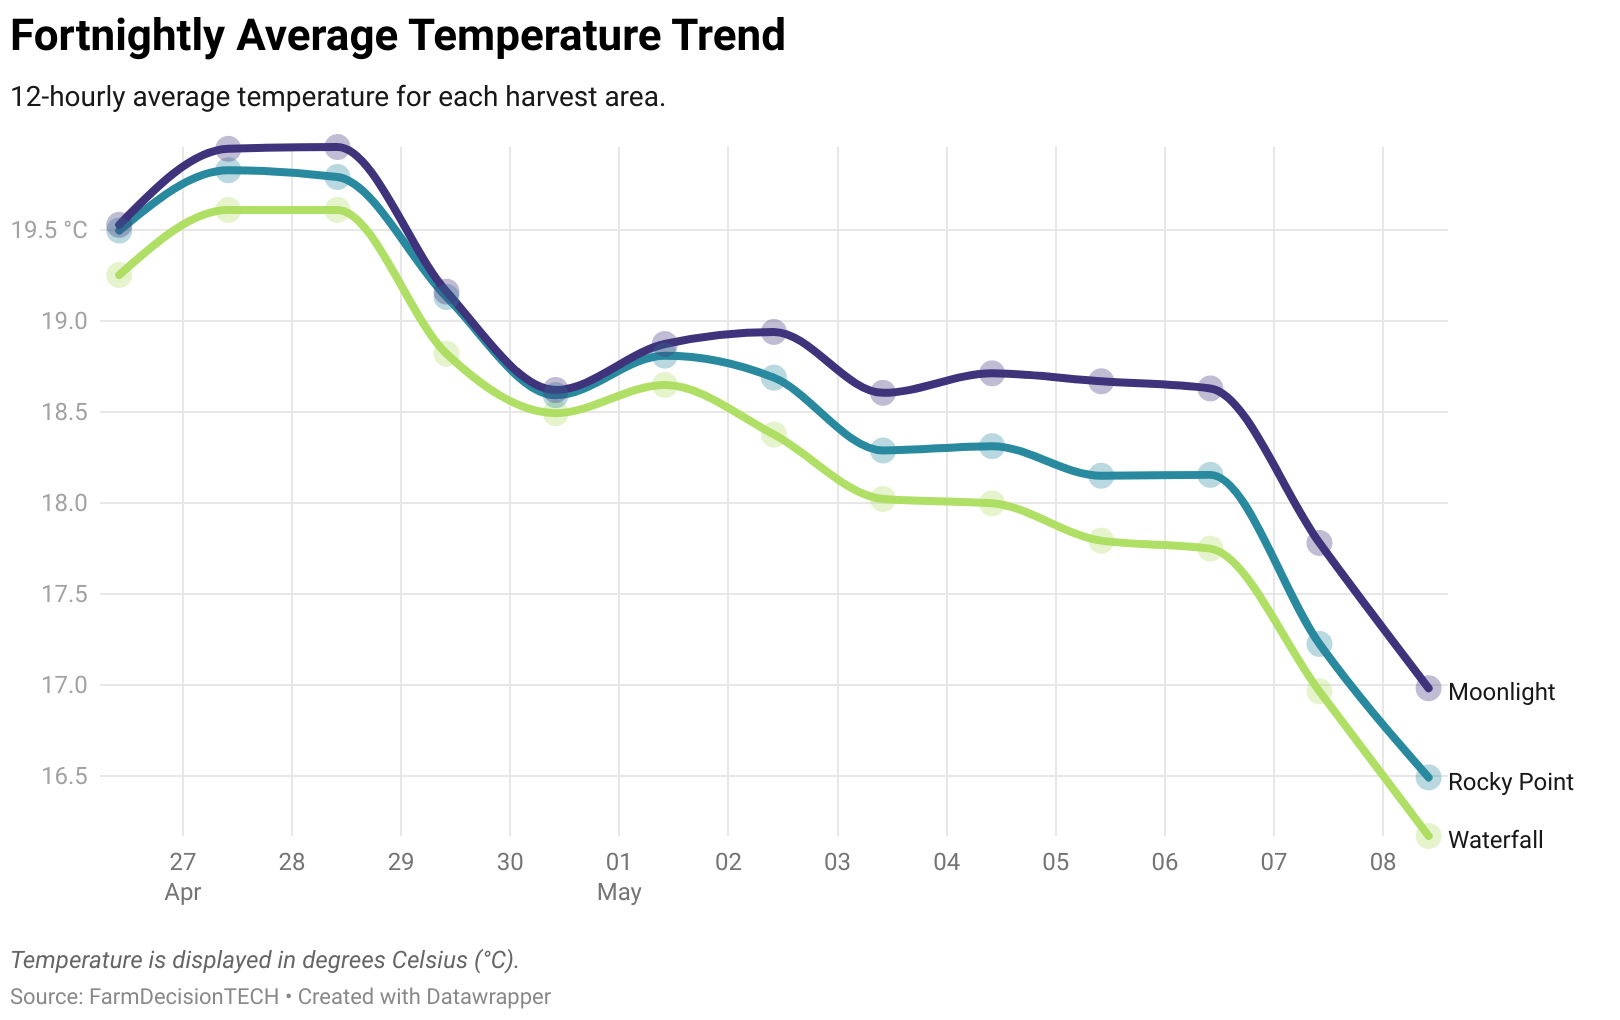 Fortnightly Average Temperature Trend
12-hourly average temperature for each harvest area.
19.5 °C
19.0
18.5
18.0
17.5
17.0
16.5
Moonlight
Rocky Point
Waterfall
27 28 29 30 01 02 03 04 05 06 07 08
Apr May
Temperature is displayed in degrees Celsius (°C).
Source: FarmDecisionTECH • Created with Datawrapper